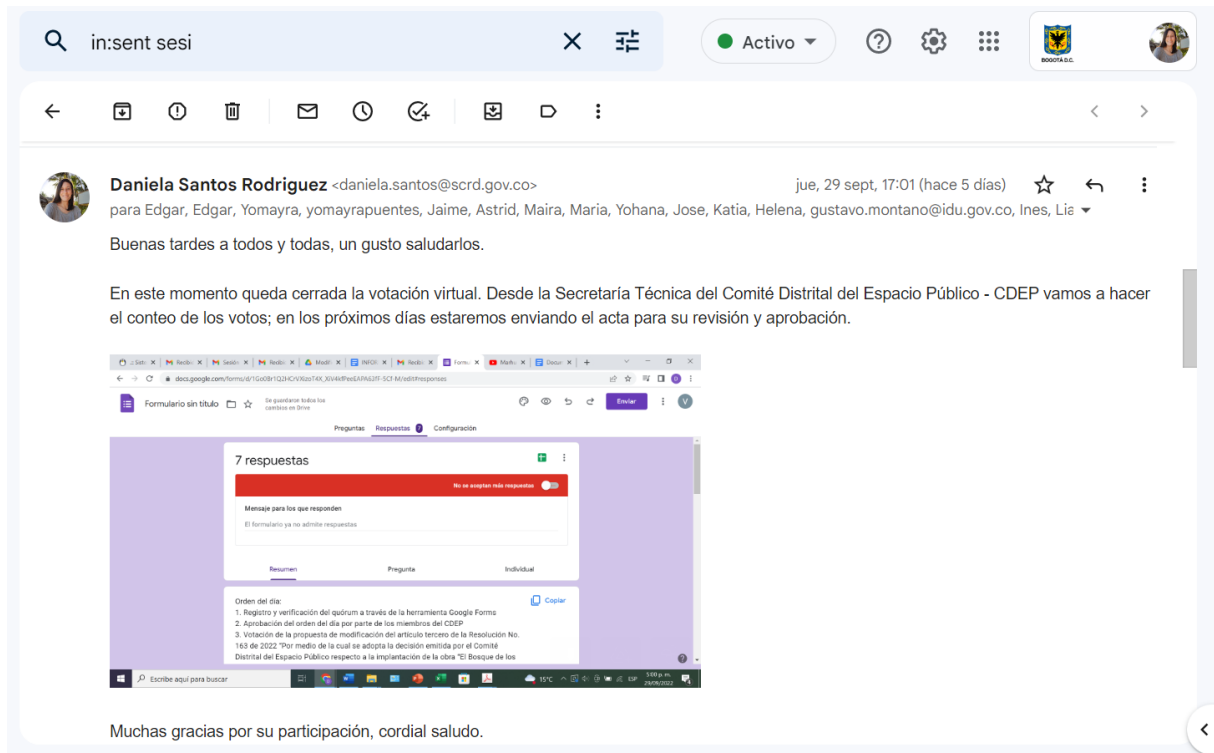 in:sent sesi
Activo
BOGOTÁ D.C.
Daniela Santos Rodriguez <daniela.santos@scrd.gov.co>
jue, 29 sept, 17:01 (hace 5 días)
para Edgar, Edgar, Yomayra, yomayrapuentes, Jaime, Astrid, Maira, Maria, Yohana, Jose, Katia, Helena, gustavo.montano@idu.gov.co, Ines, Lia
Buenas tardes a todos y todas, un gusto saludarlos.
En este momento queda cerrada la votación virtual. Desde la Secretaría Técnica del Comité Distrital del Espacio Público - CDEP vamos a hacer
el conteo de los votos; en los próximos días estaremos enviando el acta para su revisión y aprobación.
Formulario sin título
Se guardaron todos los
cambios en Drive
Enviar
V
Preguntas Respuestas 7 Configuración
7 respuestas
No se aceptan más respuestas
Mensaje para los que responden
El formulario ya no admite respuestas
Resumen Pregunta Individual
Orden del día:
Copiar
1. Registro y verificación del quórum a través de la herramienta Google Forms
2. Aprobación del orden del día por parte de los miembros del CDEP
3. Votación de la propuesta de modificación del artículo tercero de la Resolución No.
163 de 2022 "Por medio de la cual se adopta la decisión emitida por el Comité
Distrital del Espacio Público respecto a la implantación de la obra "El Bosque de los
Escribe aquí para buscar
15°C
ESP
5:00 p. m.
29/09/2022
Muchas gracias por su participación, cordial saludo.